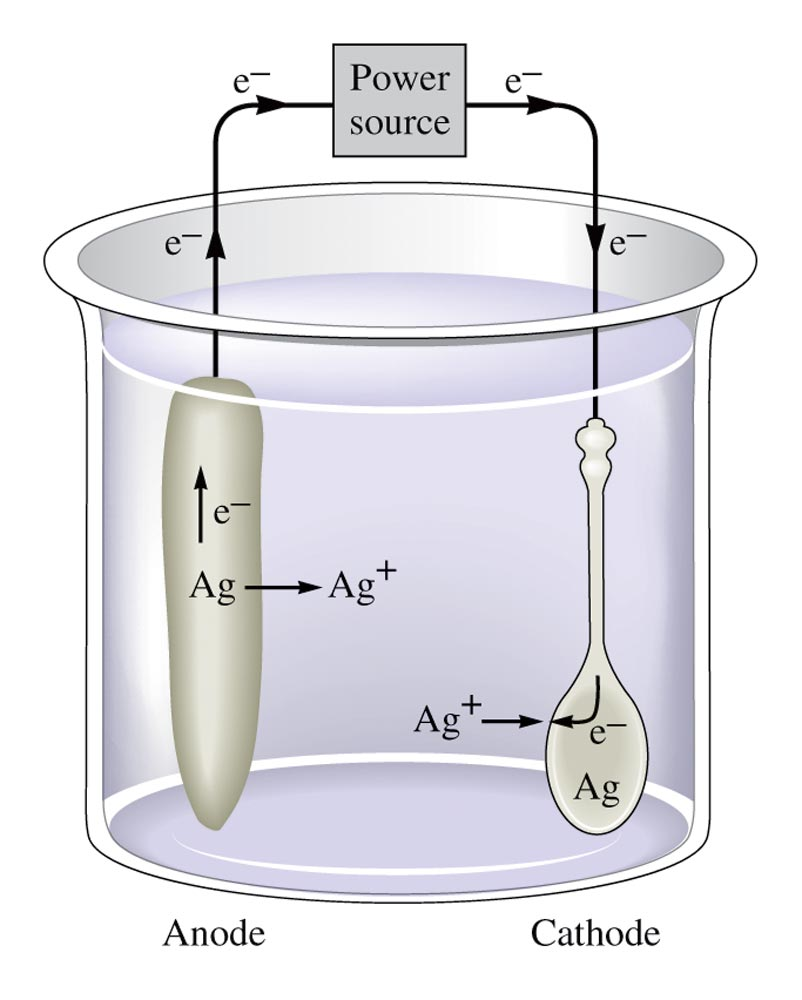 e⁻
Power
source
e⁻
e⁻
e⁻
e⁻
Ag → Ag⁺
Ag⁺ →
e⁻
Ag
Anode
Cathode